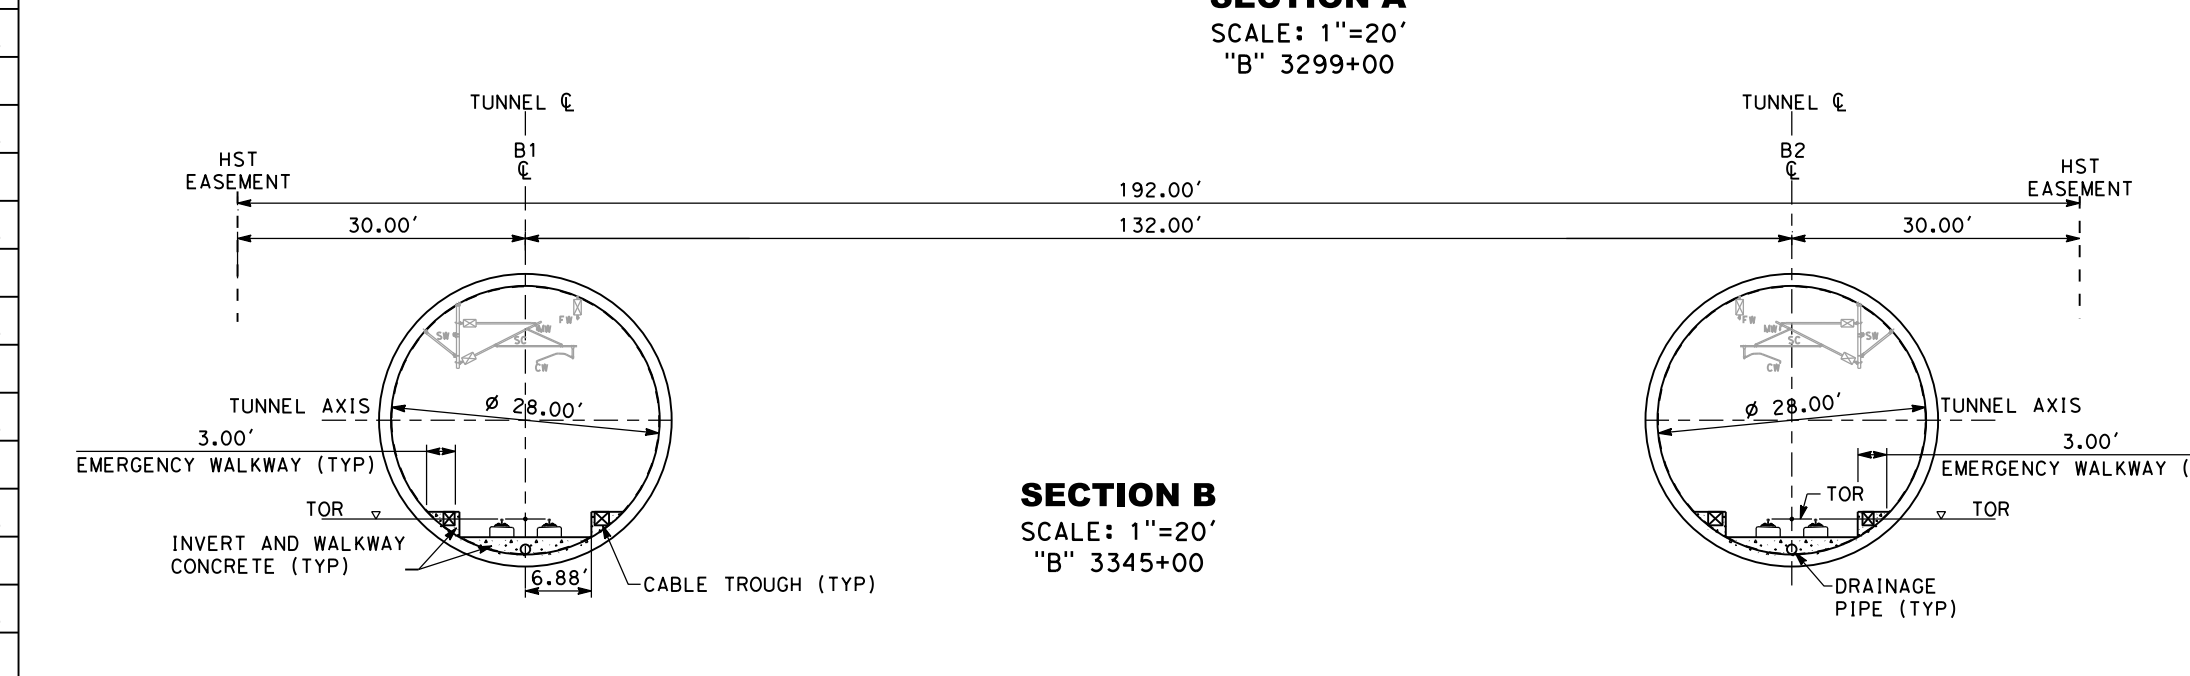 SECTION A
SCALE: 1"=20'
"B" 3299+00
TUNNEL ℄
TUNNEL ℄
B1
℄
B2
℄
HST
EASEMENT
HST
EASEMENT
192.00'
30.00'
132.00'
30.00'
FW
MW
SW
SC
CW
FW
MW
SW
SC
CW
TUNNEL AXIS
Ø 28.00'
Ø 28.00'
TUNNEL AXIS
3.00'
EMERGENCY WALKWAY (TYP)
3.00'
EMERGENCY WALKWAY (
SECTION B
SCALE: 1"=20'
"B" 3345+00
TOR
TOR
TOR
INVERT AND WALKWAY
CONCRETE (TYP)
6.88'
CABLE TROUGH (TYP)
DRAINAGE
PIPE (TYP)